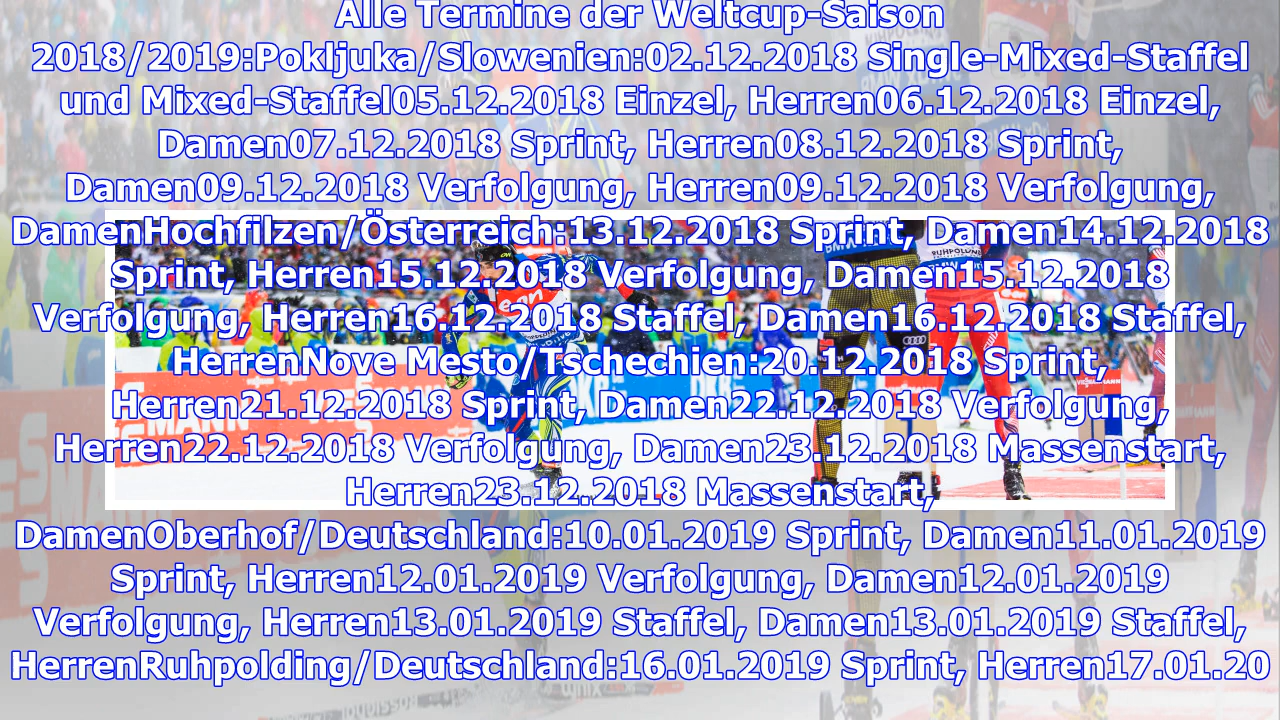 Alle Termine der Weltcup-Saison
2018/2019:Pokljuka/Slowenien:02.12.2018 Single-Mixed-Staffel
und Mixed-Staffel05.12.2018 Einzel, Herren06.12.2018 Einzel,
Damen07.12.2018 Sprint, Herren08.12.2018 Sprint,
Damen09.12.2018 Verfolgung, Herren09.12.2018 Verfolgung,
DamenHochfilzen/Österreich:13.12.2018 Sprint, Damen14.12.2018
Sprint, Herren15.12.2018 Verfolgung, Damen15.12.2018
Verfolgung, Herren16.12.2018 Staffel, Damen16.12.2018 Staffel,
HerrenNove Mesto/Tschechien:20.12.2018 Sprint,
Herren21.12.2018 Sprint, Damen22.12.2018 Verfolgung,
Herren22.12.2018 Verfolgung, Damen23.12.2018 Massenstart,
Herren23.12.2018 Massenstart,
DamenOberhof/Deutschland:10.01.2019 Sprint, Damen11.01.2019
Sprint, Herren12.01.2019 Verfolgung, Damen12.01.2019
Verfolgung, Herren13.01.2019 Staffel, Damen13.01.2019 Staffel,
HerrenRuhpolding/Deutschland:16.01.2019 Sprint, Herren17.01.20